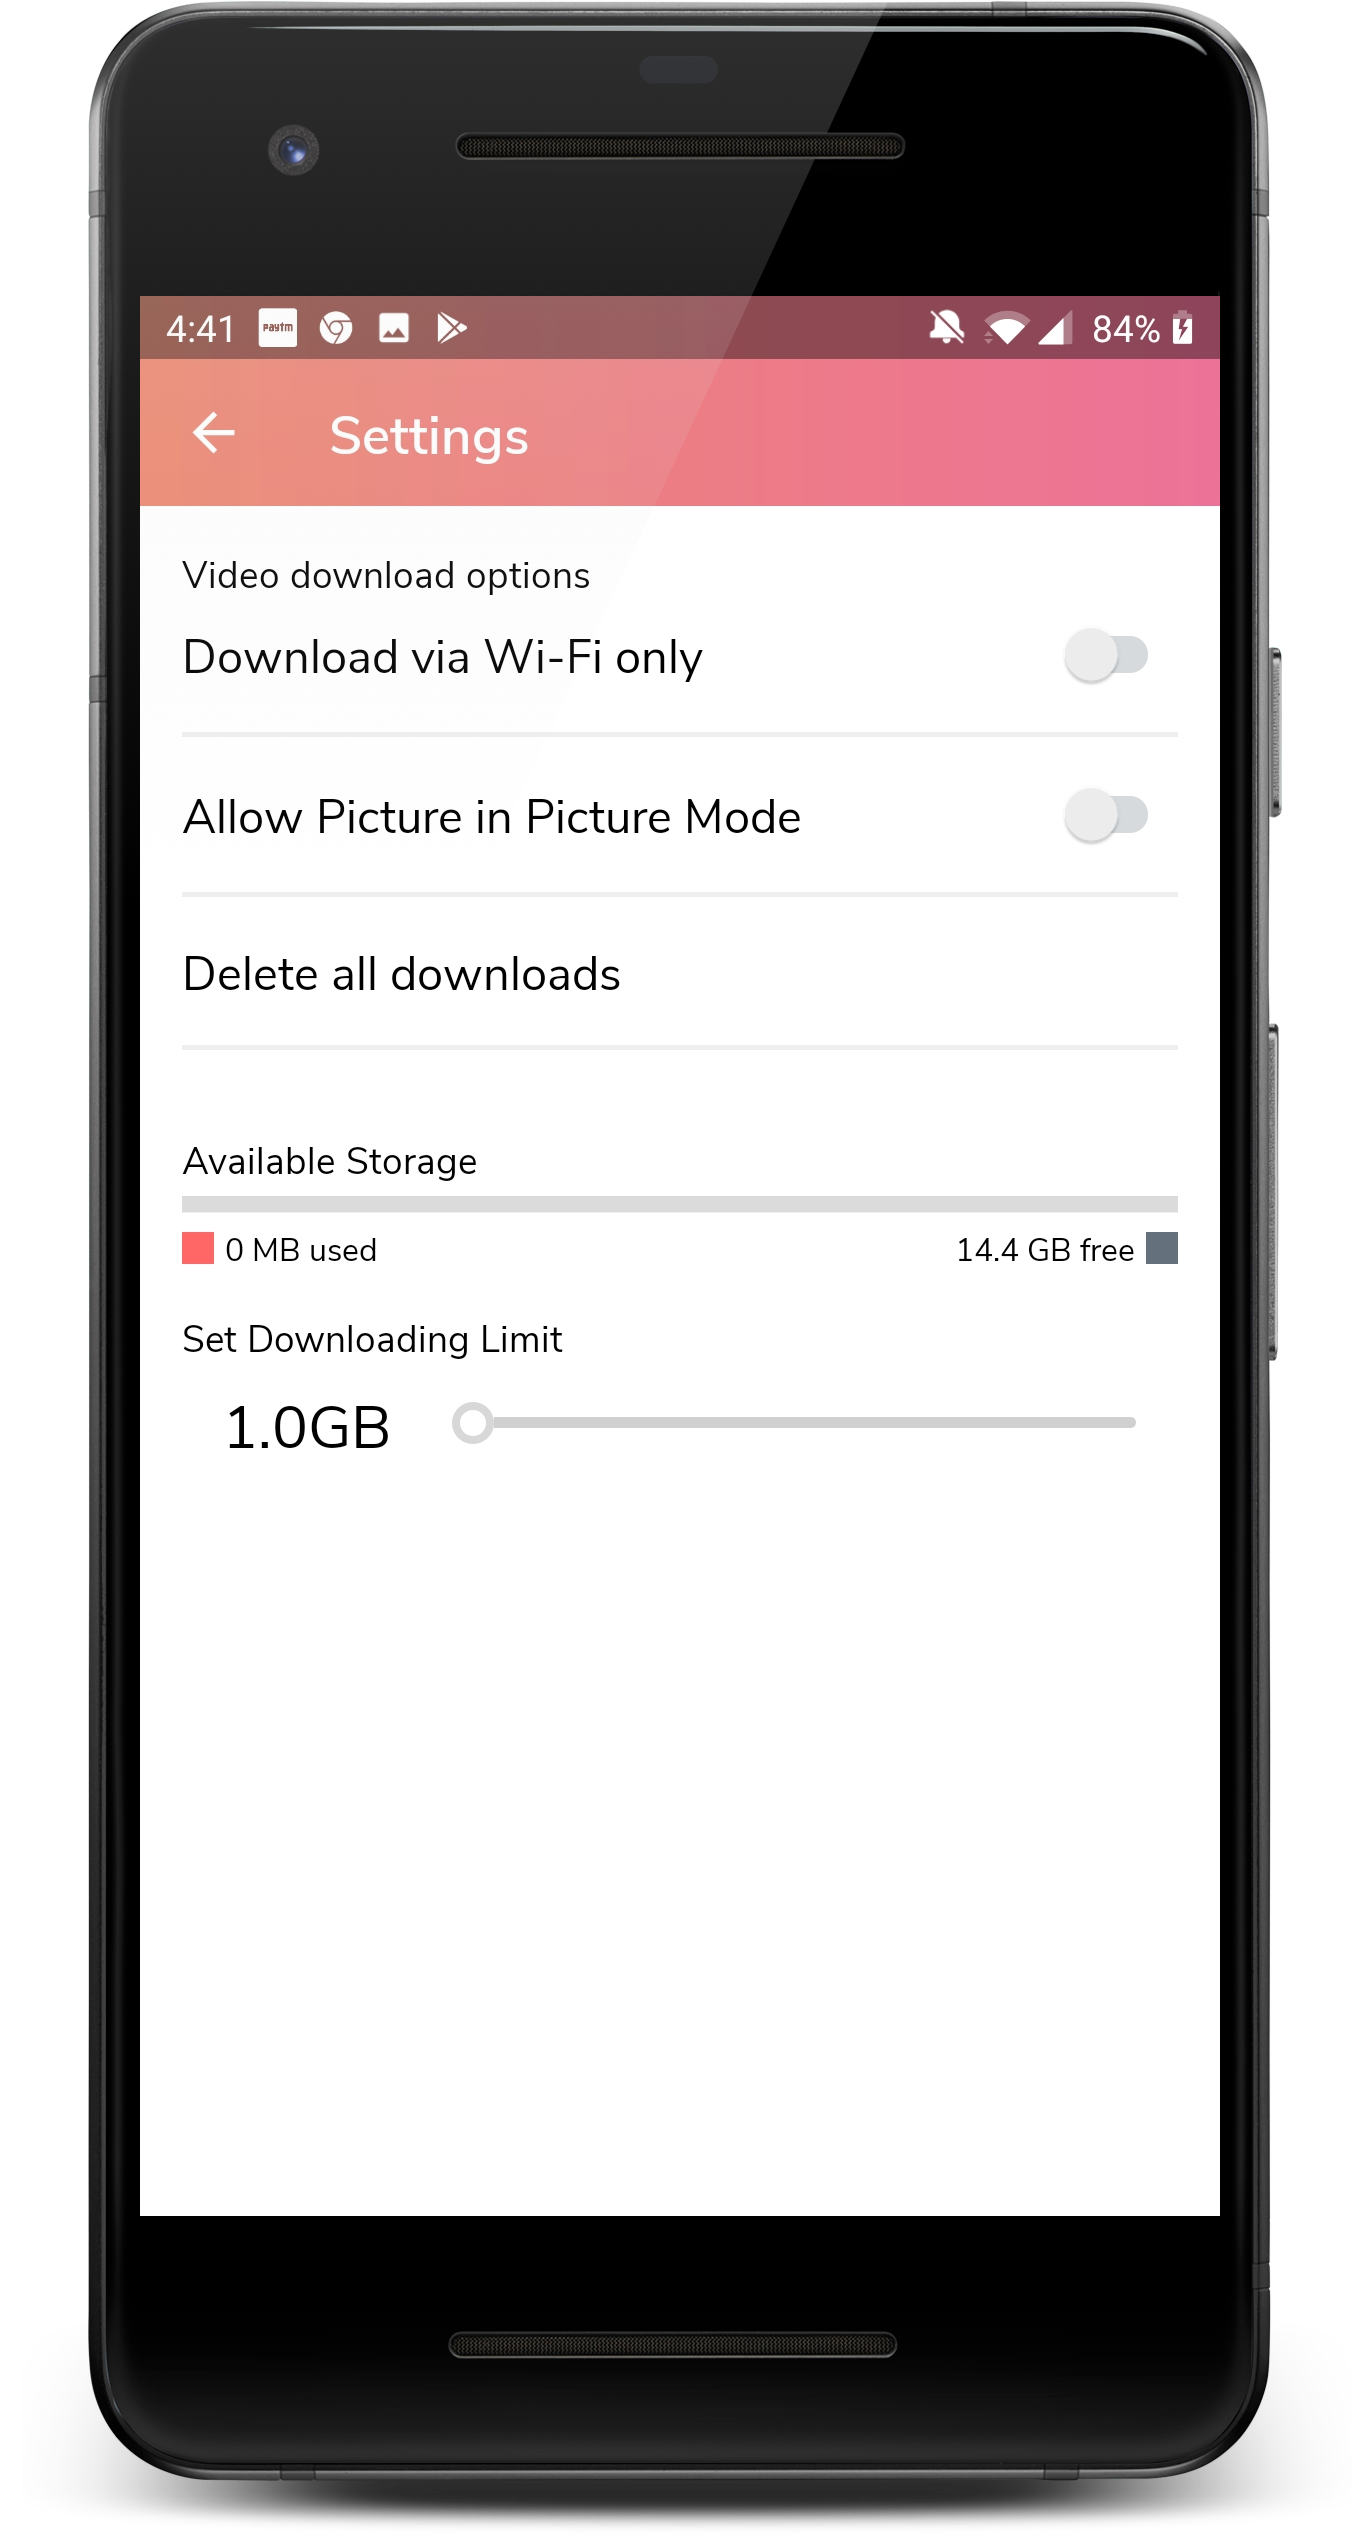 4:41 Paytm 84%
Settings
Video download options
Download via Wi-Fi only
Allow Picture in Picture Mode
Delete all downloads
Available Storage
0 MB used 14.4 GB free
Set Downloading Limit
1.0GB